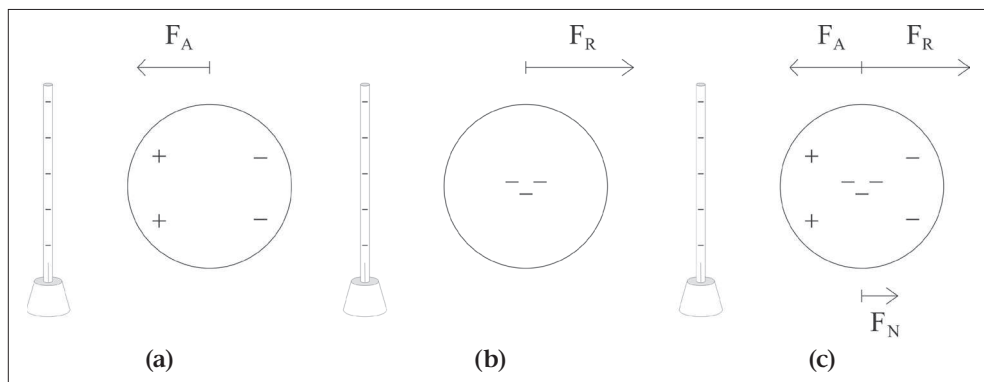 F_A
F_R
F_A F_R
+ − − − − + − − −
+ − − + −
F_N
(a) (b) (c)